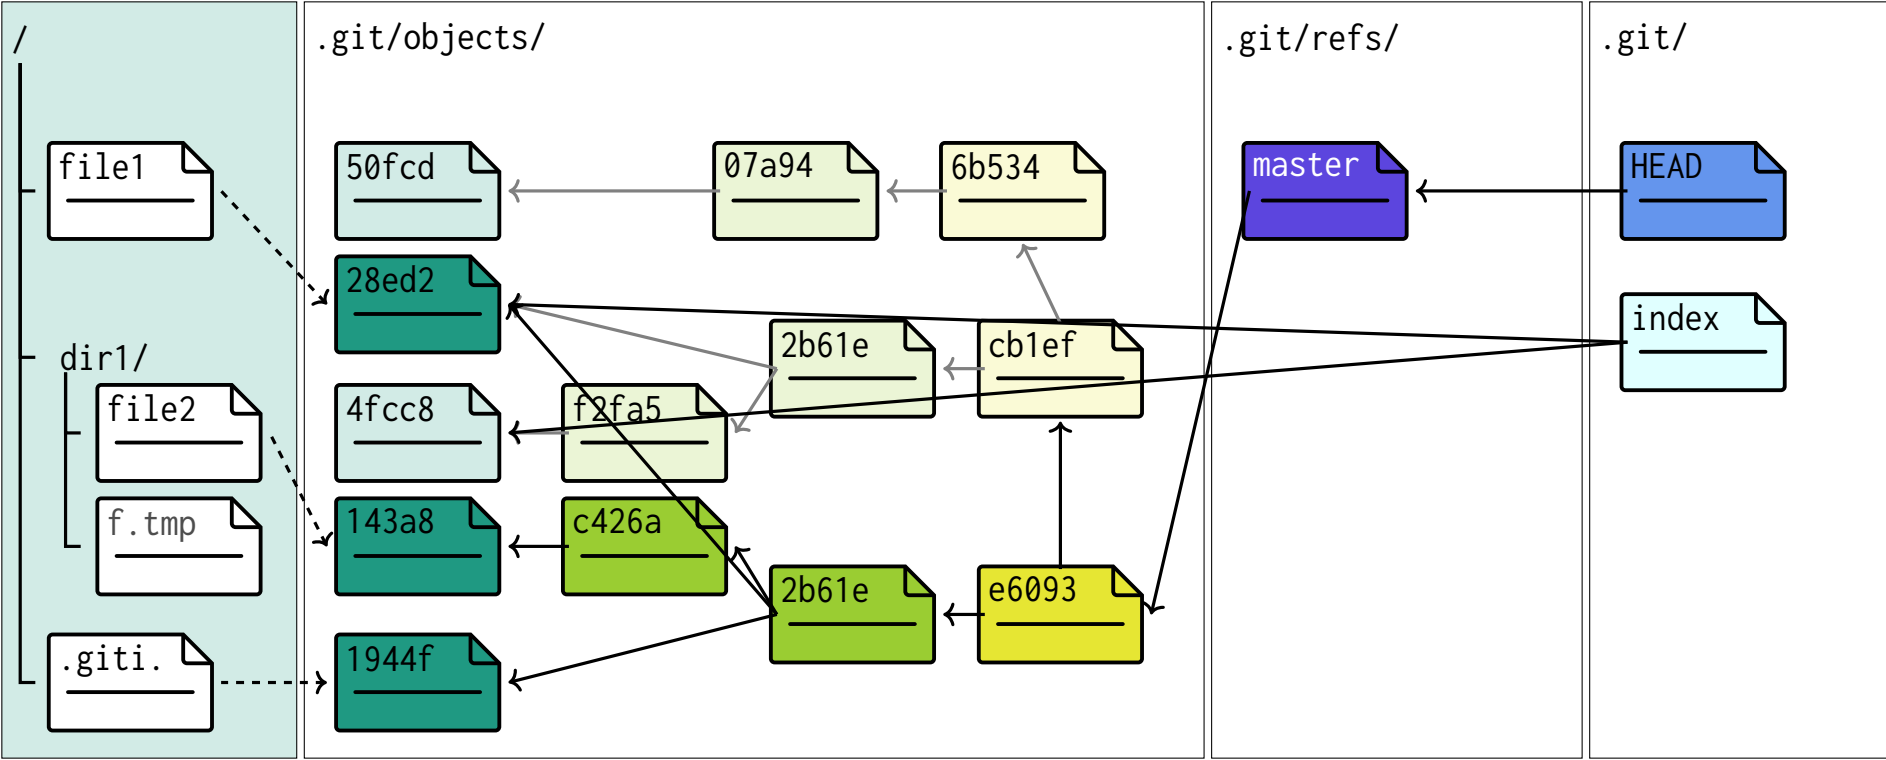 /
.git/objects/
.git/refs/
.git/
file1
50fcd
07a94
6b534
master
HEAD
28ed2
index
dir1/
2b61e
cb1ef
file2
4fcc8
f2fa5
f.tmp
143a8
c426a
2b61e
e6093
.giti.
1944f